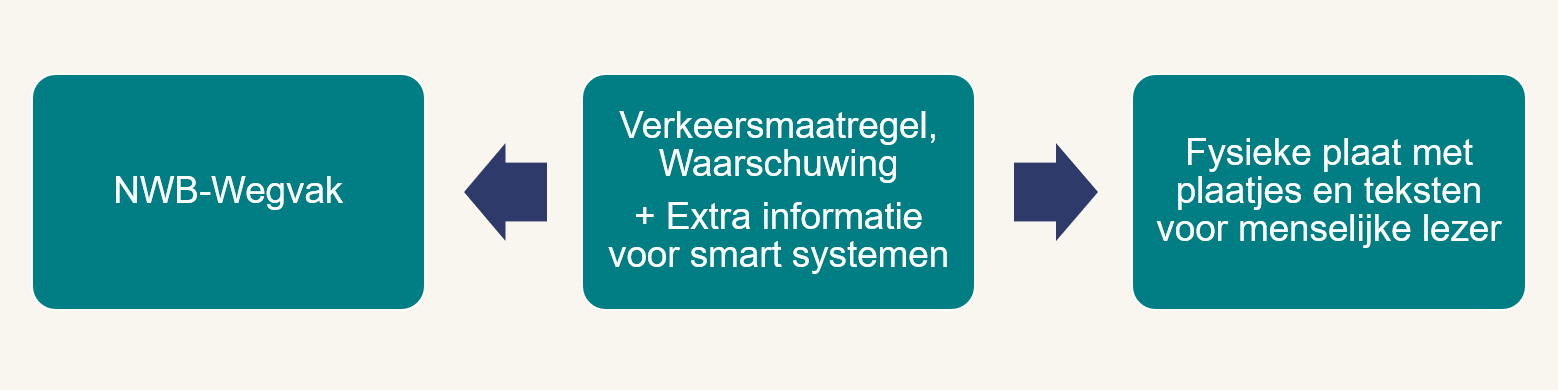 NWB-Wegvak
Verkeersmaatregel,
Waarschuwing
+ Extra informatie
voor smart systemen
Fysieke plaat met
plaatjes en teksten
voor menselijke lezer